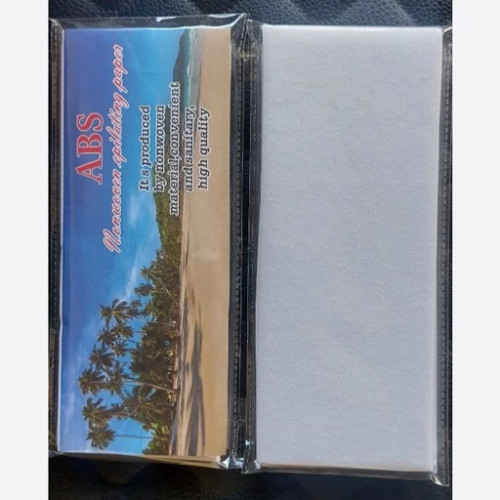 ABS
Nonwoven epilating paper
It s produced
by nonwoven
material,convenient
and sanitary,
high quality